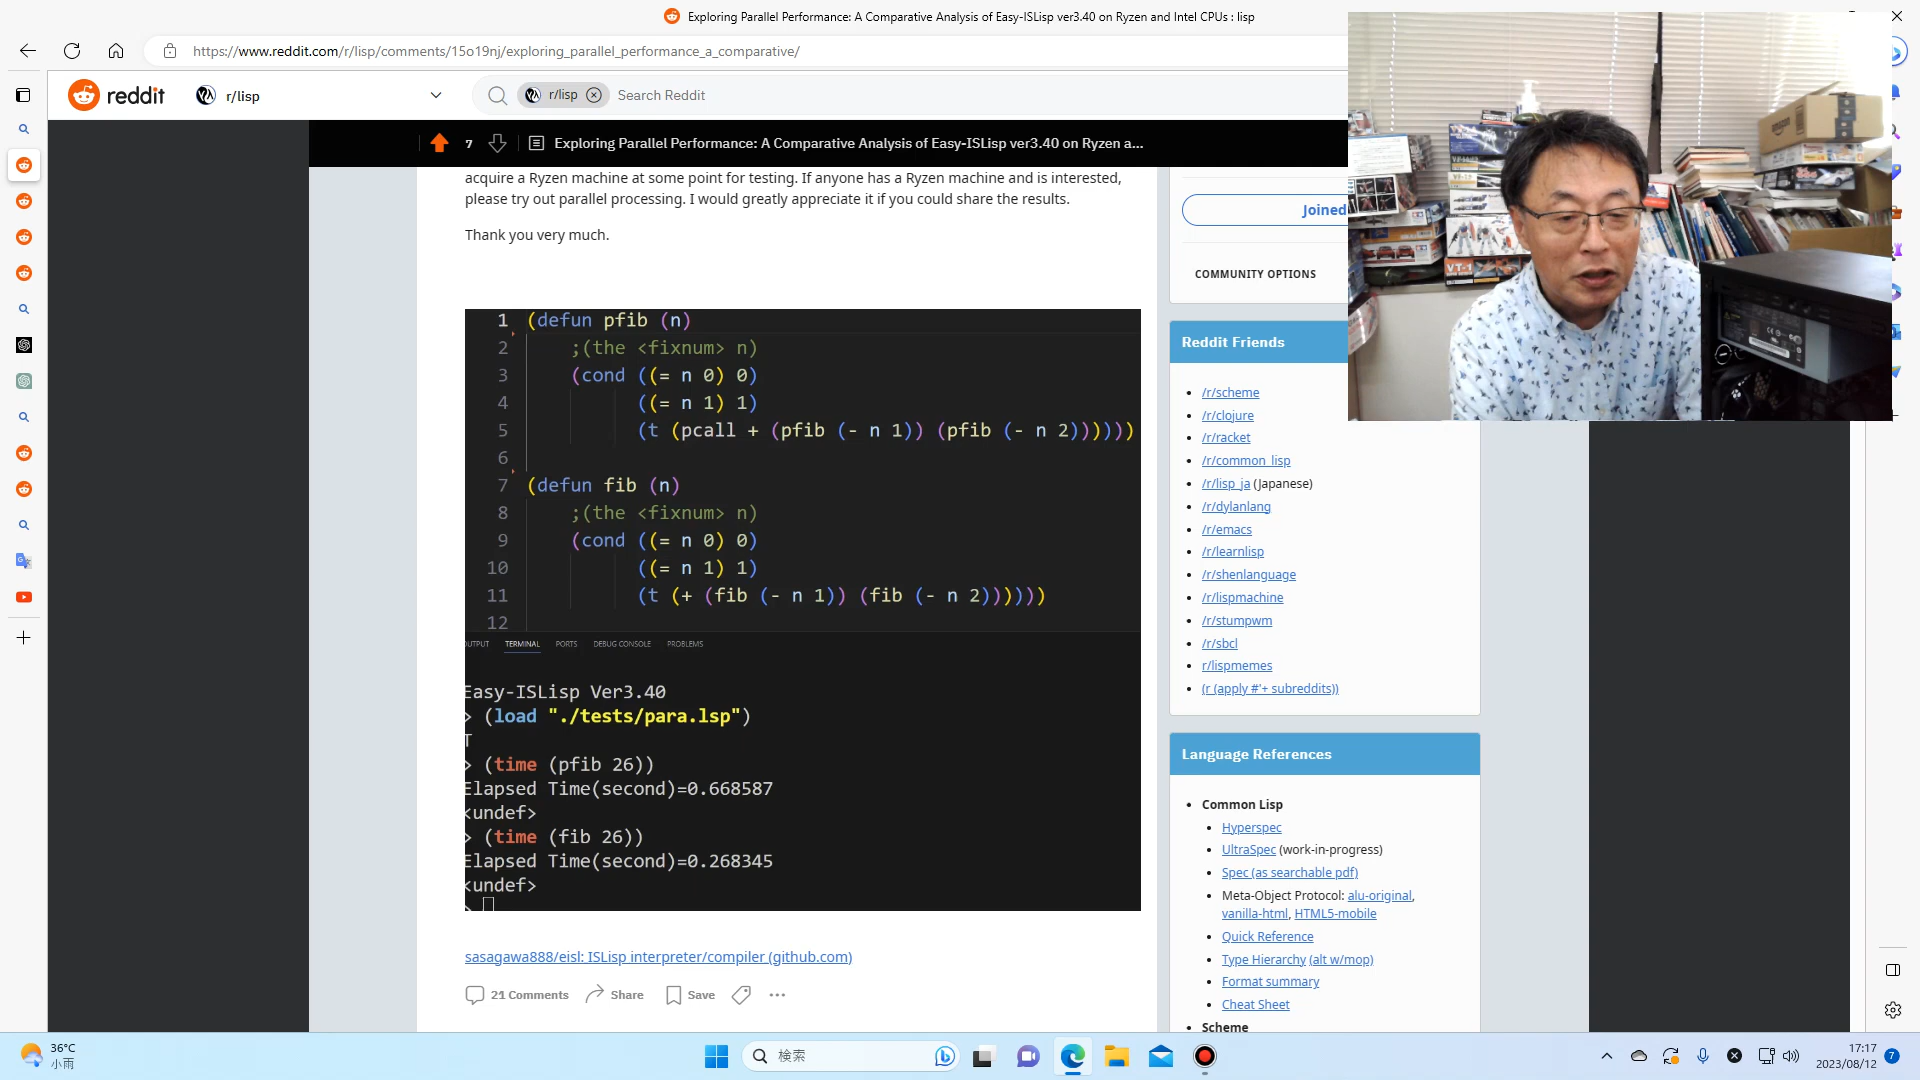 Exploring Parallel Performance: A Comparative Analysis of Easy-ISLisp ver3.40 on Ryzen and Intel CPUs : lisp
https://www.reddit.com/r/lisp/comments/15o19nj/exploring_parallel_performance_a_comparative/
reddit
r/lisp
r/lisp
Search Reddit
7
Exploring Parallel Performance: A Comparative Analysis of Easy-ISLisp ver3.40 on Ryzen a...
acquire a Ryzen machine at some point for testing. If anyone has a Ryzen machine and is interested,
please try out parallel processing. I would greatly appreciate it if you could share the results.
Thank you very much.
1 (defun pfib (n)
2 ;(the <fixnum> n)
3 (cond ((= n 0) 0)
4 ((= n 1) 1)
5 (t (pcall + (pfib (- n 1)) (pfib (- n 2))))))
6
7 (defun fib (n)
8 ;(the <fixnum> n)
9 (cond ((= n 0) 0)
10 ((= n 1) 1)
11 (t (+ (fib (- n 1)) (fib (- n 2))))))
12
OUTPUT TERMINAL PORTS DEBUG CONSOLE PROBLEMS
Easy-ISLisp Ver3.40
> (load "./tests/para.lsp")
T
> (time (pfib 26))
Elapsed Time(second)=0.668587
<undef>
> (time (fib 26))
Elapsed Time(second)=0.268345
<undef>
>
sasagawa888/eisl: ISLisp interpreter/compiler (github.com)
21 Comments
Share
Save
Joined
COMMUNITY OPTIONS
Reddit Friends
/r/scheme
/r/clojure
/r/racket
/r/common_lisp
/r/lisp_ja (Japanese)
/r/dylanlang
/r/emacs
/r/learnlisp
/r/shenlanguage
/r/lispmachine
/r/stumpwm
/r/sbcl
r/lispmemes
(r (apply #'+ subreddits))
Language References
Common Lisp
Hyperspec
UltraSpec (work-in-progress)
Spec (as searchable pdf)
Meta-Object Protocol: alu-original,
vanilla-html, HTML5-mobile
Quick Reference
Type Hierarchy (alt w/mop)
Format summary
Cheat Sheet
Scheme
amazon
VT-1
36°C
小雨
検索
17:17
2023/08/12
7